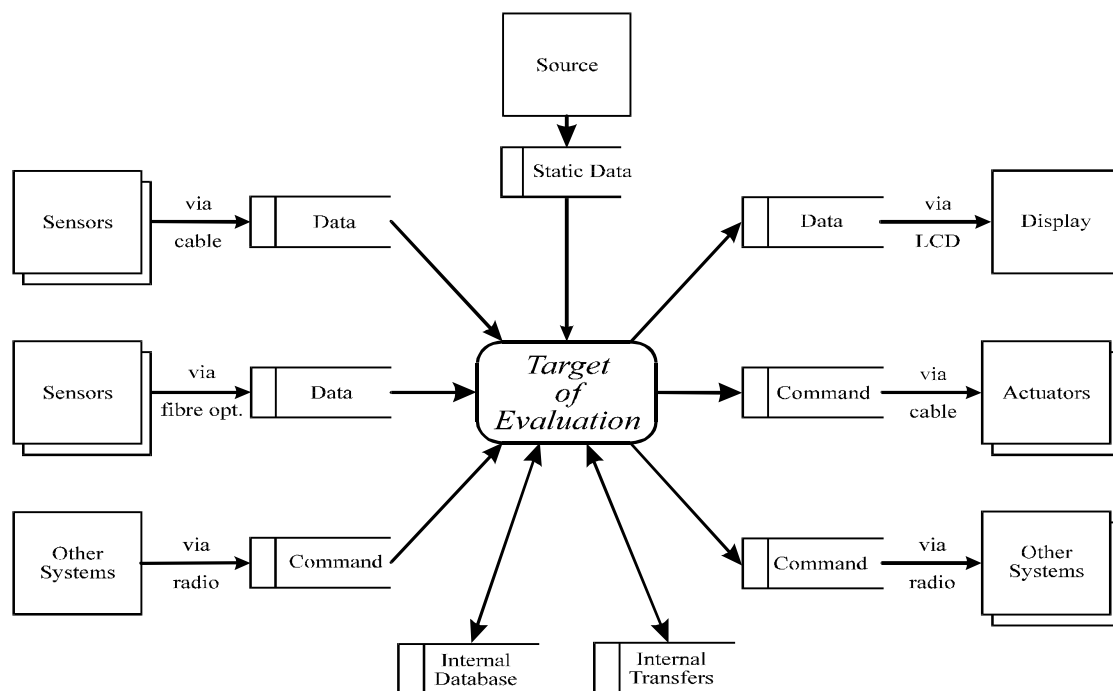 Source
Static Data
Sensors
via
cable
Data
Data
via
LCD
Display
Sensors
via
fibre opt.
Data
Target
of
Evaluation
Command
via
cable
Actuators
Other
Systems
via
radio
Command
Command
via
radio
Other
Systems
Internal
Database
Internal
Transfers